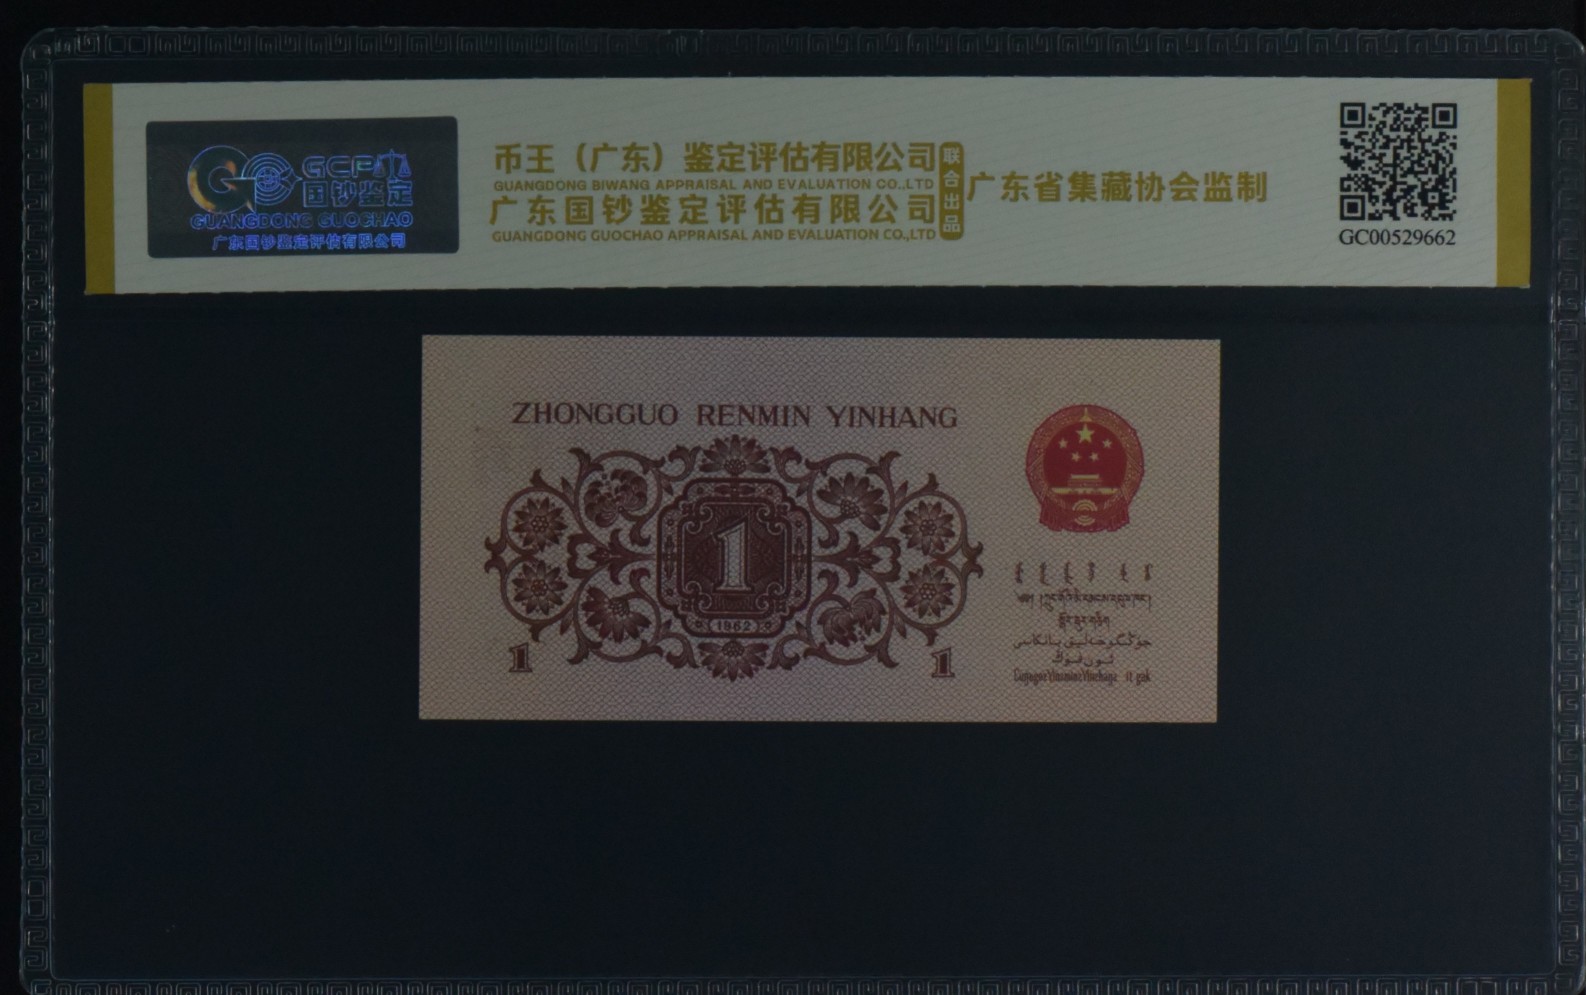 GCF
国钞鉴定
GUANGDONG GUOCHAO
广东国钞鉴定评估有限公司
币王（广东）鉴定评估有限公司
GUANGDONG BIWANG APPRAISAL AND EVALUATION CO.,LTD
广东国钞鉴定评估有限公司
GUANGDONG GUOCHAO APPRAISAL AND EVALUATION CO.,LTD
联合出品
广东省集藏协会监制
GC00529662
ZHONGGUO RENMIN YINHANG
1
1962
1
1